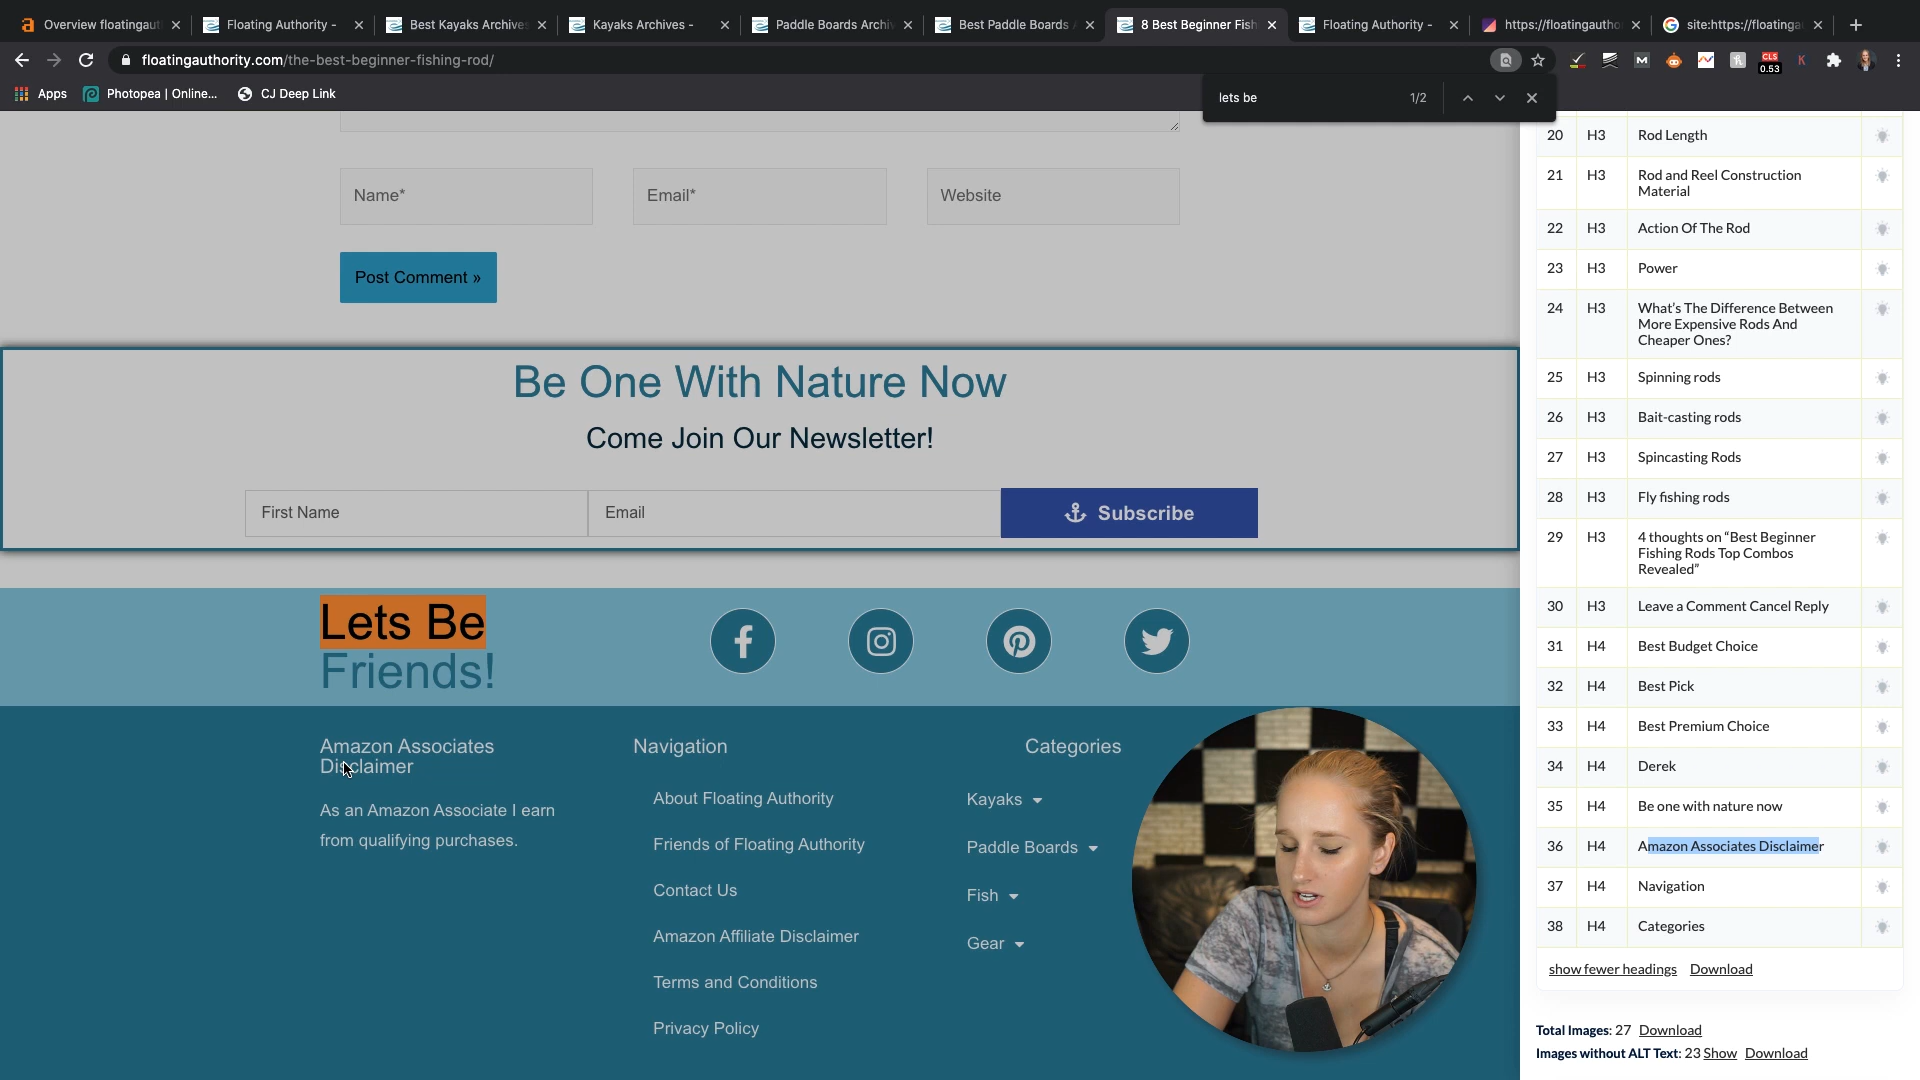 Overview floatingaut
Floating Authority -
Best Kayaks Archives
Kayaks Archives -
Paddle Boards Archiv
Best Paddle Boards A
8 Best Beginner Fish
Floating Authority -
https://floatingautho
site:https://floatinga
floatingauthority.com/the-best-beginner-fishing-rod/
CLS
0.53
Apps
Photopea | Online...
CJ Deep Link
lets be
1/2
Name*
Email*
Website
Post Comment »
Be One With Nature Now
Come Join Our Newsletter!
First Name
Email
Subscribe
Lets Be
Friends!
Amazon Associates
Disclaimer
As an Amazon Associate I earn
from qualifying purchases.
Navigation
About Floating Authority
Friends of Floating Authority
Contact Us
Amazon Affiliate Disclaimer
Terms and Conditions
Privacy Policy
Categories
Kayaks
Paddle Boards
Fish
Gear
20 H3 Rod Length
21 H3 Rod and Reel Construction
Material
22 H3 Action Of The Rod
23 H3 Power
24 H3 What's The Difference Between
More Expensive Rods And
Cheaper Ones?
25 H3 Spinning rods
26 H3 Bait-casting rods
27 H3 Spincasting Rods
28 H3 Fly fishing rods
29 H3 4 thoughts on “Best Beginner
Fishing Rods Top Combos
Revealed”
30 H3 Leave a Comment Cancel Reply
31 H4 Best Budget Choice
32 H4 Best Pick
33 H4 Best Premium Choice
34 H4 Derek
35 H4 Be one with nature now
36 H4 Amazon Associates Disclaimer
37 H4 Navigation
38 H4 Categories
show fewer headings Download
Total Images: 27 Download
Images without ALT Text: 23 Show Download